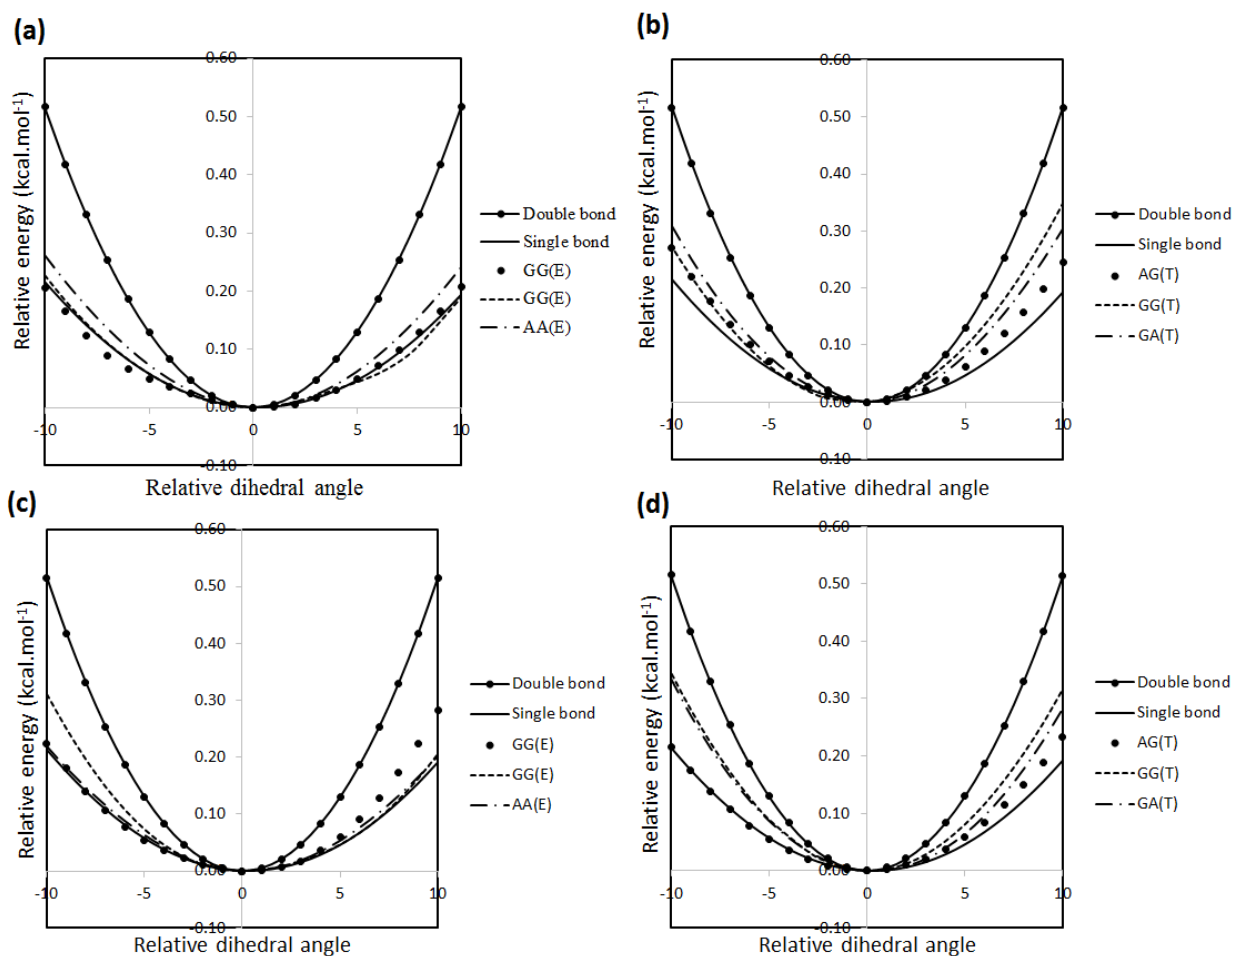 (a)
Relative energy (kcal.mol-1)
0.60
0.50
0.40
0.30
0.20
0.10
0.00
-0.10
-10
-5
0
5
10
Relative dihedral angle
Double bond
Single bond
GG(E)
GG(E)
AA(E)
(b)
Relative energy (kcal.mol-1)
0.60
0.50
0.40
0.30
0.20
0.10
0.00
0.10
-10
-5
0
5
10
Relative dihedral angle
Double bond
Single bond
AG(T)
GG(T)
GA(T)
(c)
Relative energy (kcal.mol-1)
0.60
0.50
0.40
0.30
0.20
0.10
0.00
-0.10
-10
-5
0
5
10
Relative dihedral angle
Double bond
Single bond
GG(E)
GG(E)
AA(E)
(d)
Relative energy (kcal.mol-1)
0.60
0.50
0.40
0.30
0.20
0.10
0.00
-0.10
-10
-5
0
5
10
Relative dihedral angle
Double bond
Single bond
AG(T)
GG(T)
GA(T)